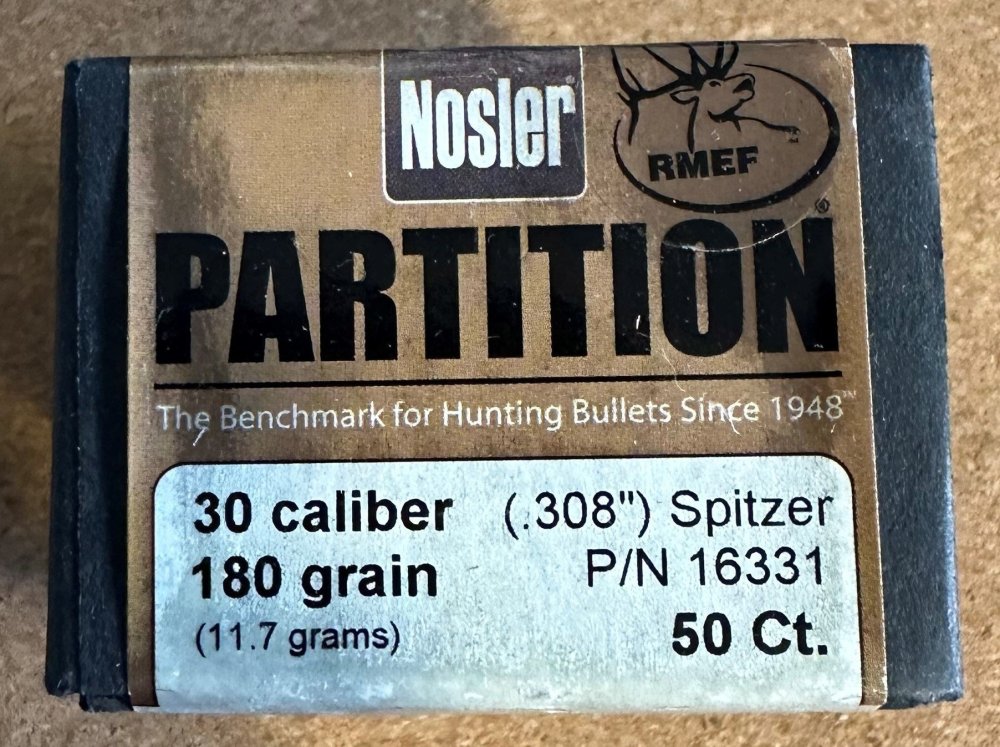 Nosler®
RMEF
PARTITION®
The Benchmark for Hunting Bullets Since 1948™
30 caliber (.308") Spitzer
180 grain P/N 16331
(11.7 grams) 50 Ct.